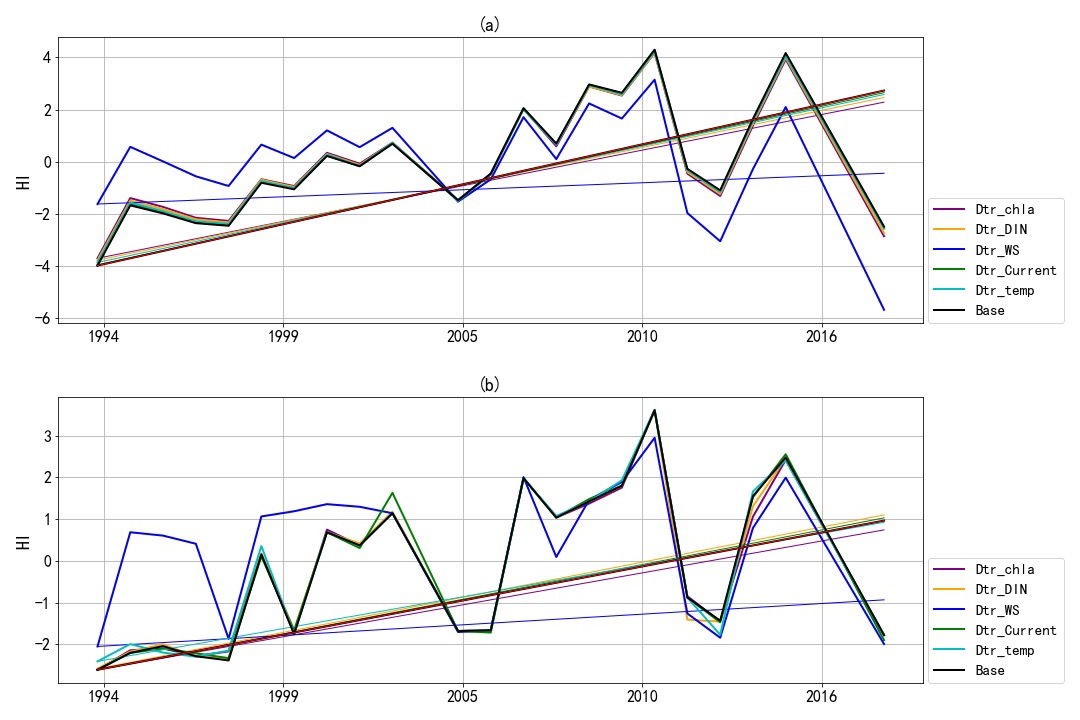 (a)
HI
4
2
0
−2
−4
−6
1994 1999 2005 2010 2016
Dtr_chla
Dtr_DIN
Dtr_WS
Dtr_Current
Dtr_temp
Base
(b)
HI
3
2
1
0
−1
−2
1994 1999 2005 2010 2016
Dtr_chla
Dtr_DIN
Dtr_WS
Dtr_Current
Dtr_temp
Base